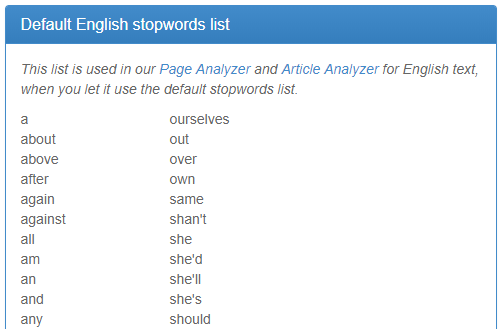 Default English stopwords list
This list is used in our Page Analyzer and Article Analyzer for English text,
when you let it use the default stopwords list.
a ourselves
about out
above over
after own
again same
against shan't
all she
am she'd
an she'll
and she's
any should